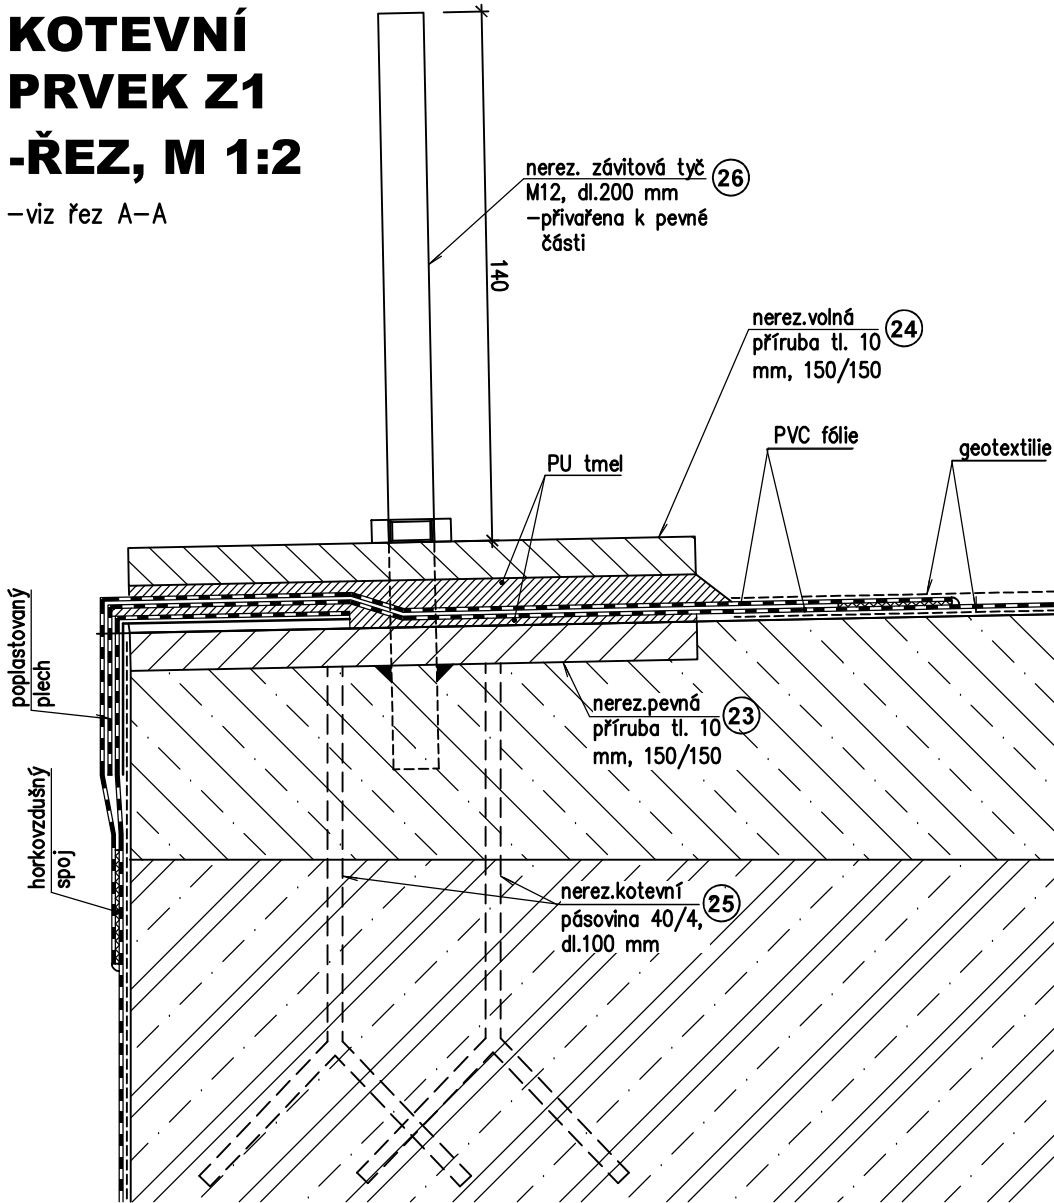 KOTEVNÍ
PRVEK Z1
-ŘEZ, M 1:2
-viz řez A-A
nerez. závitová tyč 26
M12, dl.200 mm
-přivařena k pevné
části
140
nerez.volná 24
příruba tl. 10
mm, 150/150
PVC fólie
geotextilie
PU tmel
poplastovaný
plech
nerez.pevná 23
příruba tl. 10
mm, 150/150
horkovzdušný
spoj
nerez.kotevní 25
pásovina 40/4,
dl.100 mm